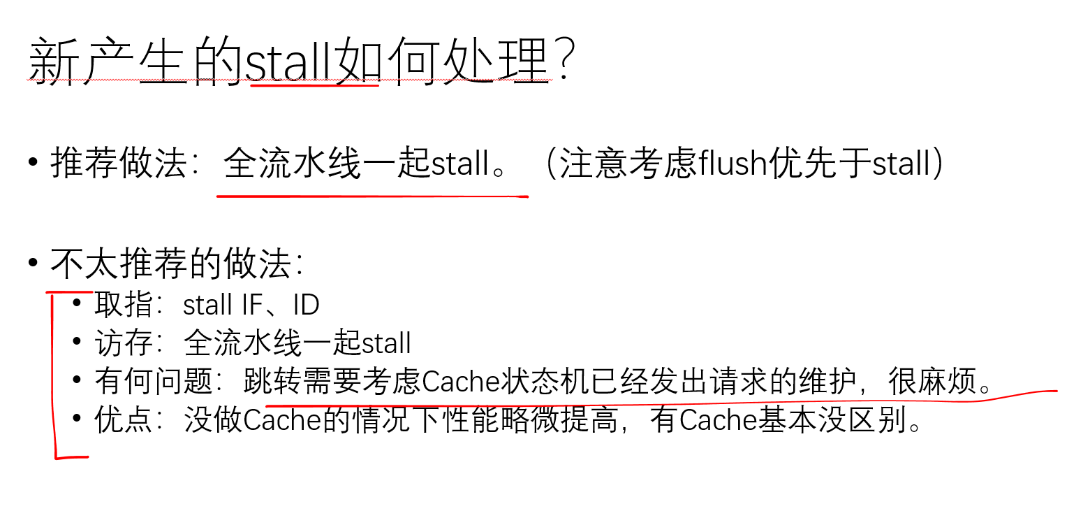 新产生的stall如何处理？
• 推荐做法：全流水线一起stall。（注意考虑flush优先于stall）
• 不太推荐的做法：
• 取指：stall IF、ID
• 访存：全流水线一起stall
• 有何问题：跳转需要考虑Cache状态机已经发出请求的维护，很麻烦。
• 优点：没做Cache的情况下性能略微提高，有Cache基本没区别。